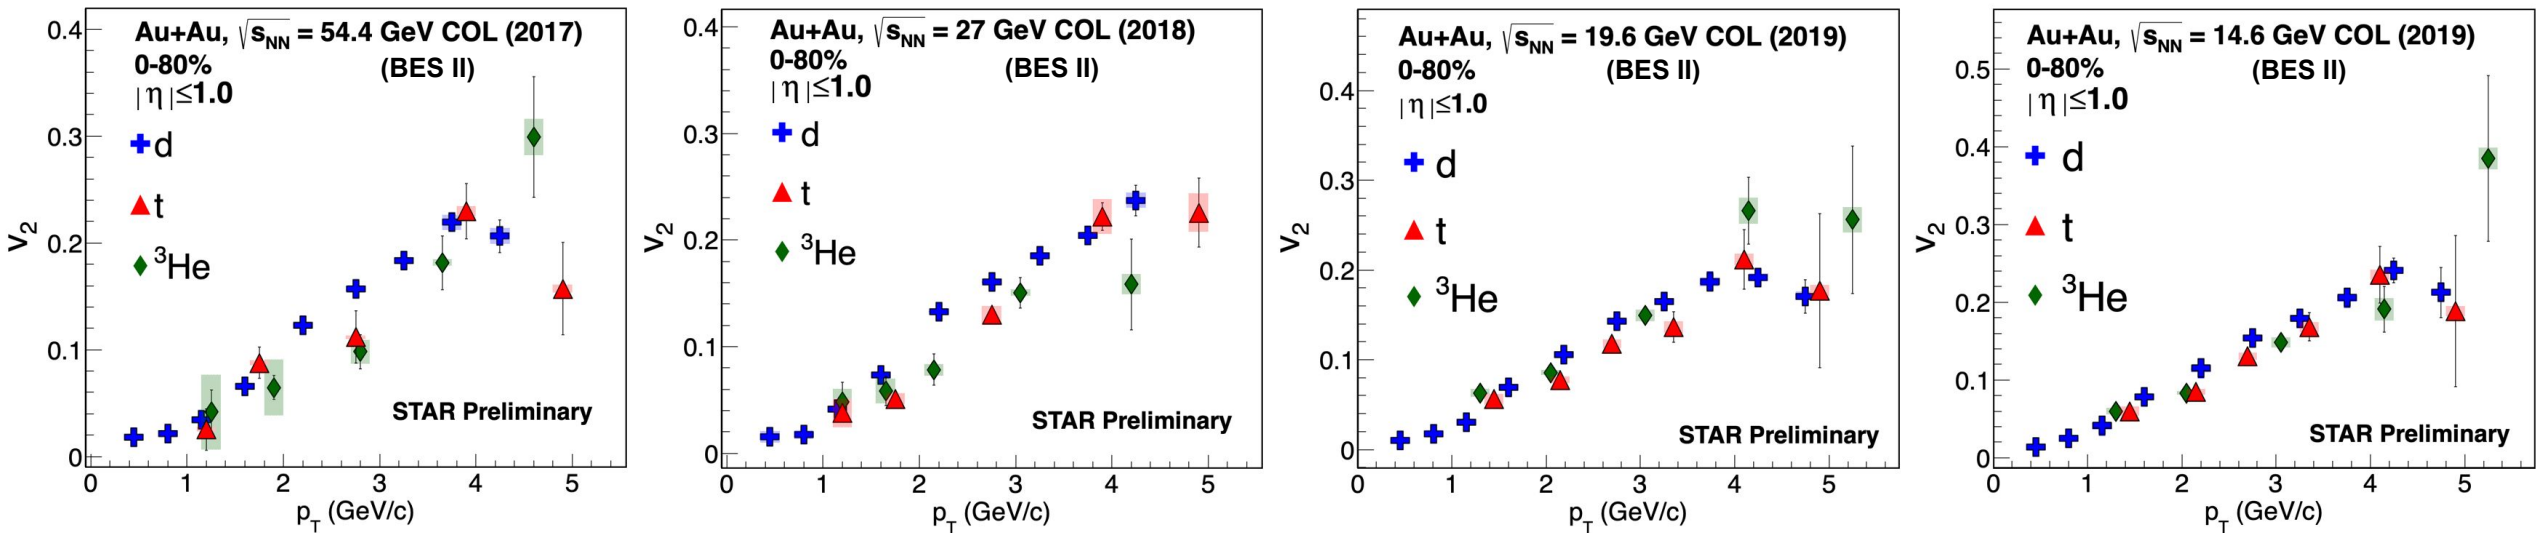 Au+Au, √sNN = 54.4 GeV COL (2017)
0-80%
(BES II)
|η|≤1.0
d
t
³He
STAR Preliminary
v₂
0.4
0.3
0.2
0.1
0
0 1 2 3 4 5
pT (GeV/c)
Au+Au, √sNN = 27 GeV COL (2018)
0-80%
(BES II)
|η|≤1.0
d
t
³He
STAR Preliminary
v₂
0.4
0.3
0.2
0.1
0
0 1 2 3 4 5
pT (GeV/c)
Au+Au, √sNN = 19.6 GeV COL (2019)
0-80%
(BES II)
|η|≤1.0
d
t
³He
STAR Preliminary
v₂
0.4
0.3
0.2
0.1
0
0 1 2 3 4 5
pT (GeV/c)
Au+Au, √sNN = 14.6 GeV COL (2019)
0-80%
(BES II)
|η|≤1.0
d
t
³He
STAR Preliminary
v₂
0.5
0.4
0.3
0.2
0.1
0
0 1 2 3 4 5
pT (GeV/c)